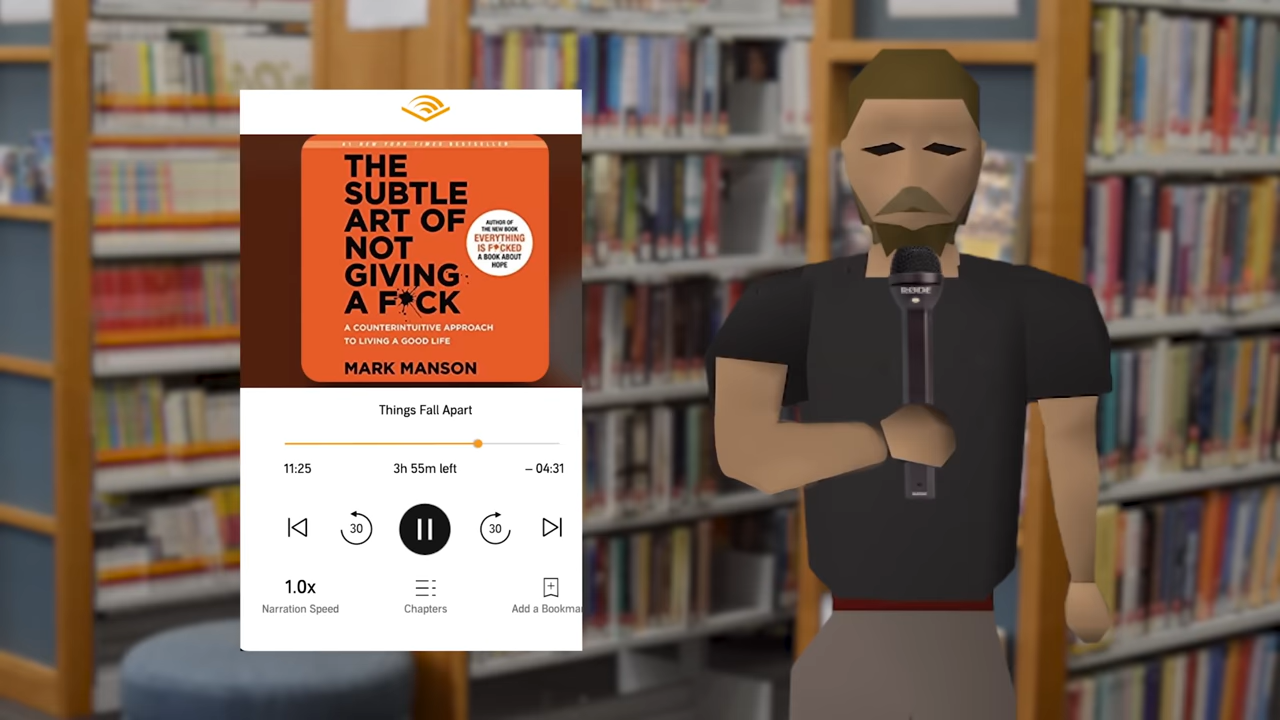 #1 NEW YORK TIMES BESTSELLER
THE
SUBTLE
ART OF
NOT
GIVING
A F*CK
AUTHOR OF
THE NEW BOOK
EVERYTHING
IS F*CKED
A BOOK ABOUT
HOPE
A COUNTERINTUITIVE APPROACH
TO LIVING A GOOD LIFE
MARK MANSON
Things Fall Apart
11:25 3h 55m left – 04:31
30 30
1.0x
Narration Speed Chapters Add a Bookmar
RODE